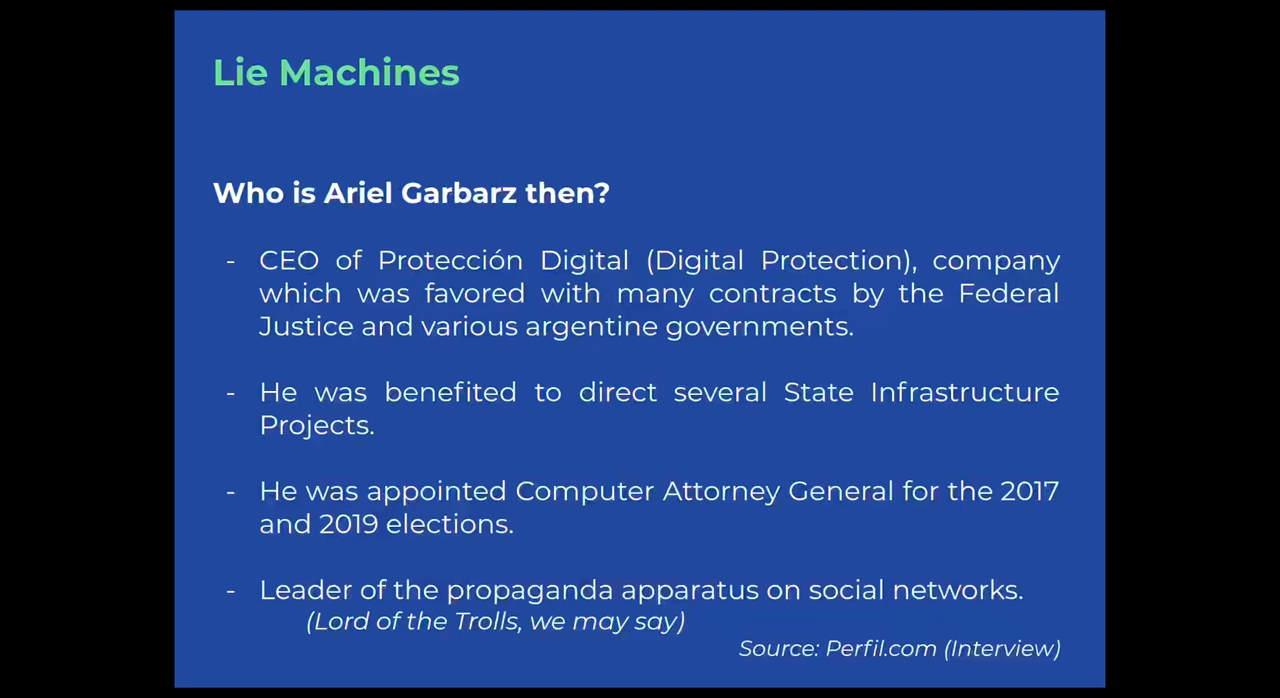 Lie Machines
Who is Ariel Garbarz then?
- CEO of Protección Digital (Digital Protection), company
which was favored with many contracts by the Federal
Justice and various argentine governments.
- He was benefited to direct several State Infrastructure
Projects.
- He was appointed Computer Attorney General for the 2017
and 2019 elections.
- Leader of the propaganda apparatus on social networks.
(Lord of the Trolls, we may say)
Source: Perfil.com (Interview)